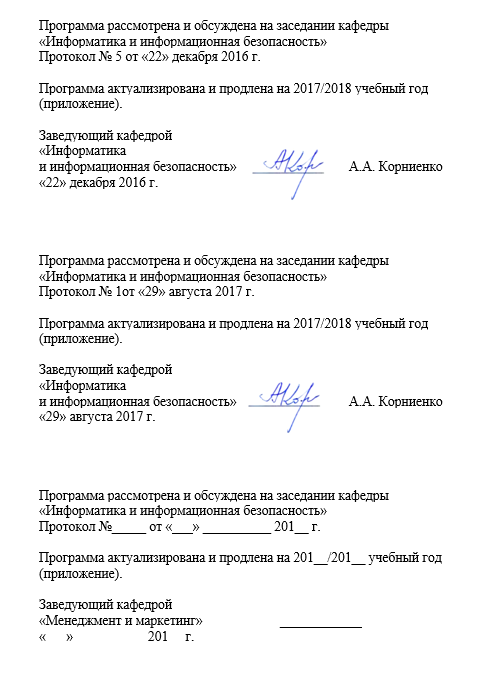 Программа рассмотрена и обсуждена на заседании кафедры
«Информатика и информационная безопасность»
Протокол № 5 от «22» декабря 2016 г.
Программа актуализирована и продлена на 2017/2018 учебный год
(приложение).
Заведующий кафедрой
«Информатика
и информационная безопасность» __________ А.А. Корниенко
«22» декабря 2016 г.
Программа рассмотрена и обсуждена на заседании кафедры
«Информатика и информационная безопасность»
Протокол № 1от «29» августа 2017 г.
Программа актуализирована и продлена на 2017/2018 учебный год
(приложение).
Заведующий кафедрой
«Информатика
и информационная безопасность» __________ А.А. Корниенко
«29» августа 2017 г.
Программа рассмотрена и обсуждена на заседании кафедры
«Информатика и информационная безопасность»
Протокол №_____ от «___» __________ 201__ г.
Программа актуализирована и продлена на 201__/201__ учебный год
(приложение).
Заведующий кафедрой
«Менеджмент и маркетинг» ____________
« » 201 г.